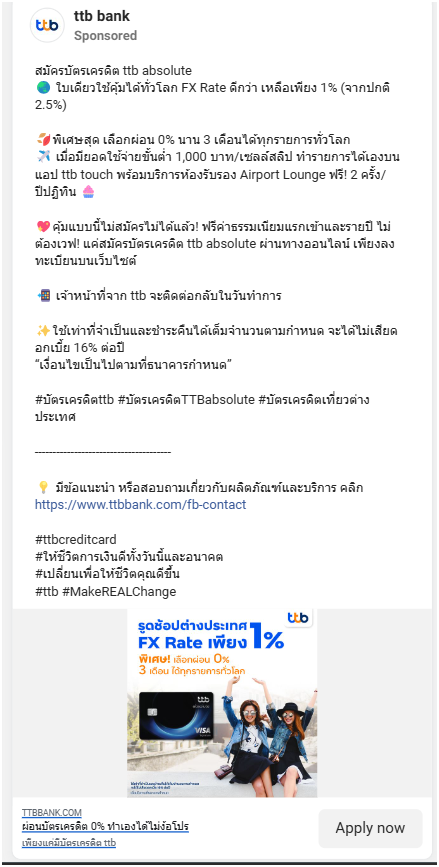 ttb
ttb bank
Sponsored
สมัครบัตรเครดิต ttb absolute
🌏 ใบเดียวใช้คุ้มได้ทั่วโลก FX Rate ดีกว่า เหลือเพียง 1% (จากปกติ
2.5%)
🍂พิเศษสุด เลือกผ่อน 0% นาน 3 เดือนได้ทุกรายการทั่วโลก
✈️ เมื่อมียอดใช้จ่ายขั้นต่ำ 1,000 บาท/เซลล์สลิป ทำรายการได้เองบน
แอป ttb touch พร้อมบริการห้องรับรอง Airport Lounge ฟรี! 2 ครั้ง/
ปีปฏิทิน 🧁
💖คุ้มแบบนี้ไม่สมัครไม่ได้แล้ว! ฟรีค่าธรรมเนียมแรกเข้าและรายปี ไม่
ต้องเวฟ! แค่สมัครบัตรเครดิต ttb absolute ผ่านทางออนไลน์ เพียงลง
ทะเบียนบนเว็บไซต์
📲 เจ้าหน้าที่จาก ttb จะติดต่อกลับในวันทำการ
✨ใช้เท่าที่จำเป็นและชำระคืนได้เต็มจำนวนตามกำหนด จะได้ไม่เสียด
อกเบี้ย 16% ต่อปี
“เงื่อนไขเป็นไปตามที่ธนาคารกำหนด”
#บัตรเครดิตttb #บัตรเครดิตTTBabsolute #บัตรเครดิตเที่ยวต่าง
ประเทศ
--------------------------------------
💡 มีข้อแนะนำ หรือสอบถามเกี่ยวกับผลิตภัณฑ์และบริการ คลิก
https://www.ttbbank.com/fb-contact
#ttbcreditcard
#ให้ชีวิตการเงินดีทั้งวันนี้และอนาคต
#เปลี่ยนเพื่อให้ชีวิตคุณดีขึ้น
#ttb #MakeREALChange
ttb
รูดช้อปต่างประเทศ
FX Rate เพียง 1%
พิเศษ! เลือกผ่อน 0%
3 เดือน ได้ทุกรายการทั่วโลก
ttb
absolute
VISA
TTBBANK.COM
ผ่อนบัตรเครดิต 0% ทำเองได้ไม่ง้อโปร
เพียงแค่มีบัตรเครดิต ttb
Apply now